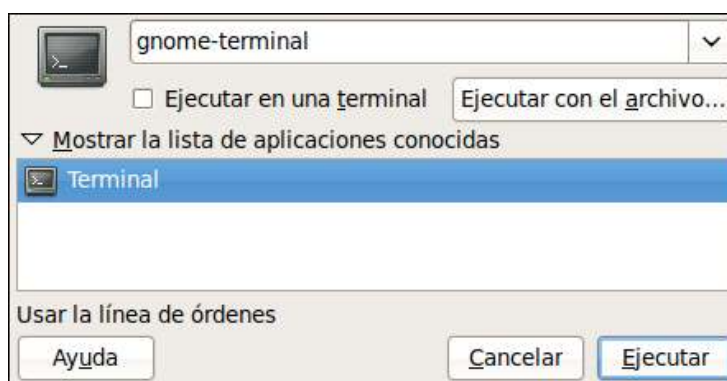 gnome-terminal
Ejecutar en una terminal Ejecutar con el archivo...
Mostrar la lista de aplicaciones conocidas
Terminal
Usar la línea de órdenes
Ayuda Cancelar Ejecutar